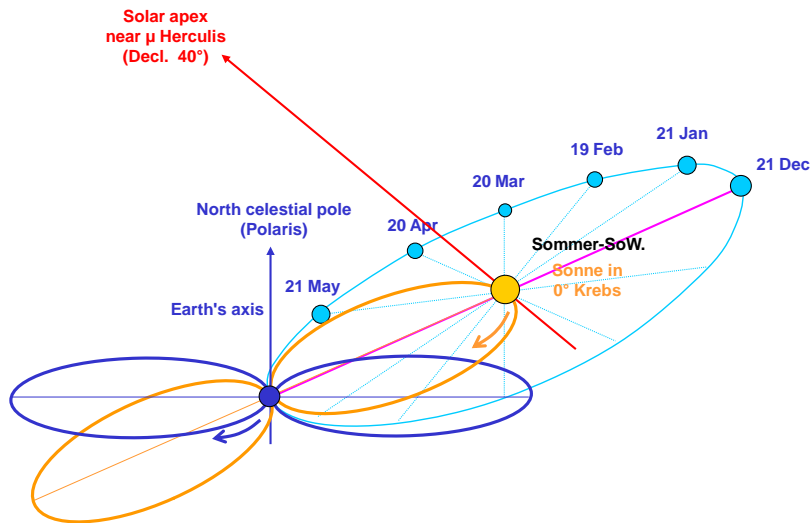 Solar apex
near μ Herculis
(Decl.  40°)
21 Jan
19 Feb
21 Dec
20 Mar
North celestial pole
(Polaris)
20 Apr
Sommer-SoW.
Sonne in
0° Krebs
21 May
Earth's axis